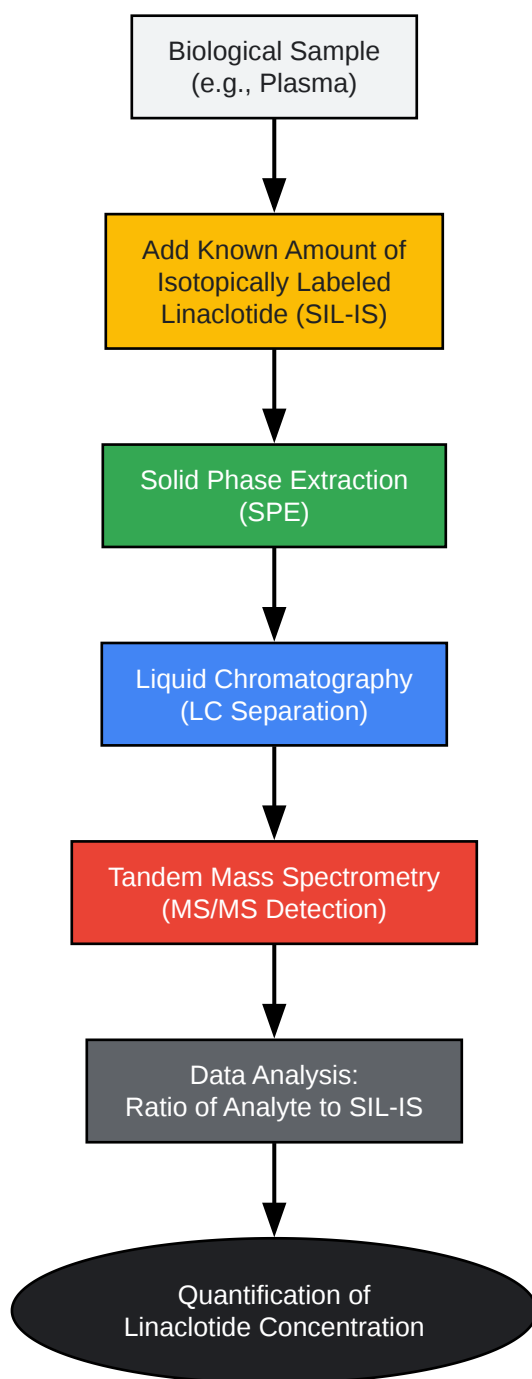 Biological Sample
(e.g., Plasma)
Add Known Amount of
Isotopically Labeled
Linaclotide (SIL-IS)
Solid Phase Extraction
(SPE)
Liquid Chromatography
(LC Separation)
Tandem Mass Spectrometry
(MS/MS Detection)
Data Analysis:
Ratio of Analyte to SIL-IS
Quantification of
Linaclotide Concentration